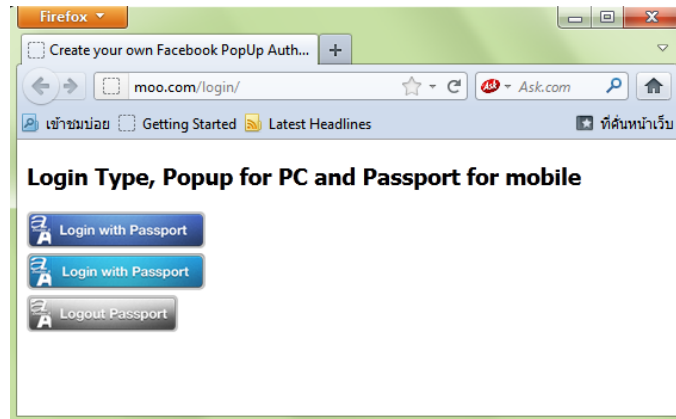 Firefox
Create your own Facebook PopUp Auth... +
moo.com/login/ Ask.com
เข้าชมบ่อย Getting Started Latest Headlines ที่คั่นหน้าเว็บ
Login Type, Popup for PC and Passport for mobile
Login with Passport
Login with Passport
Logout Passport